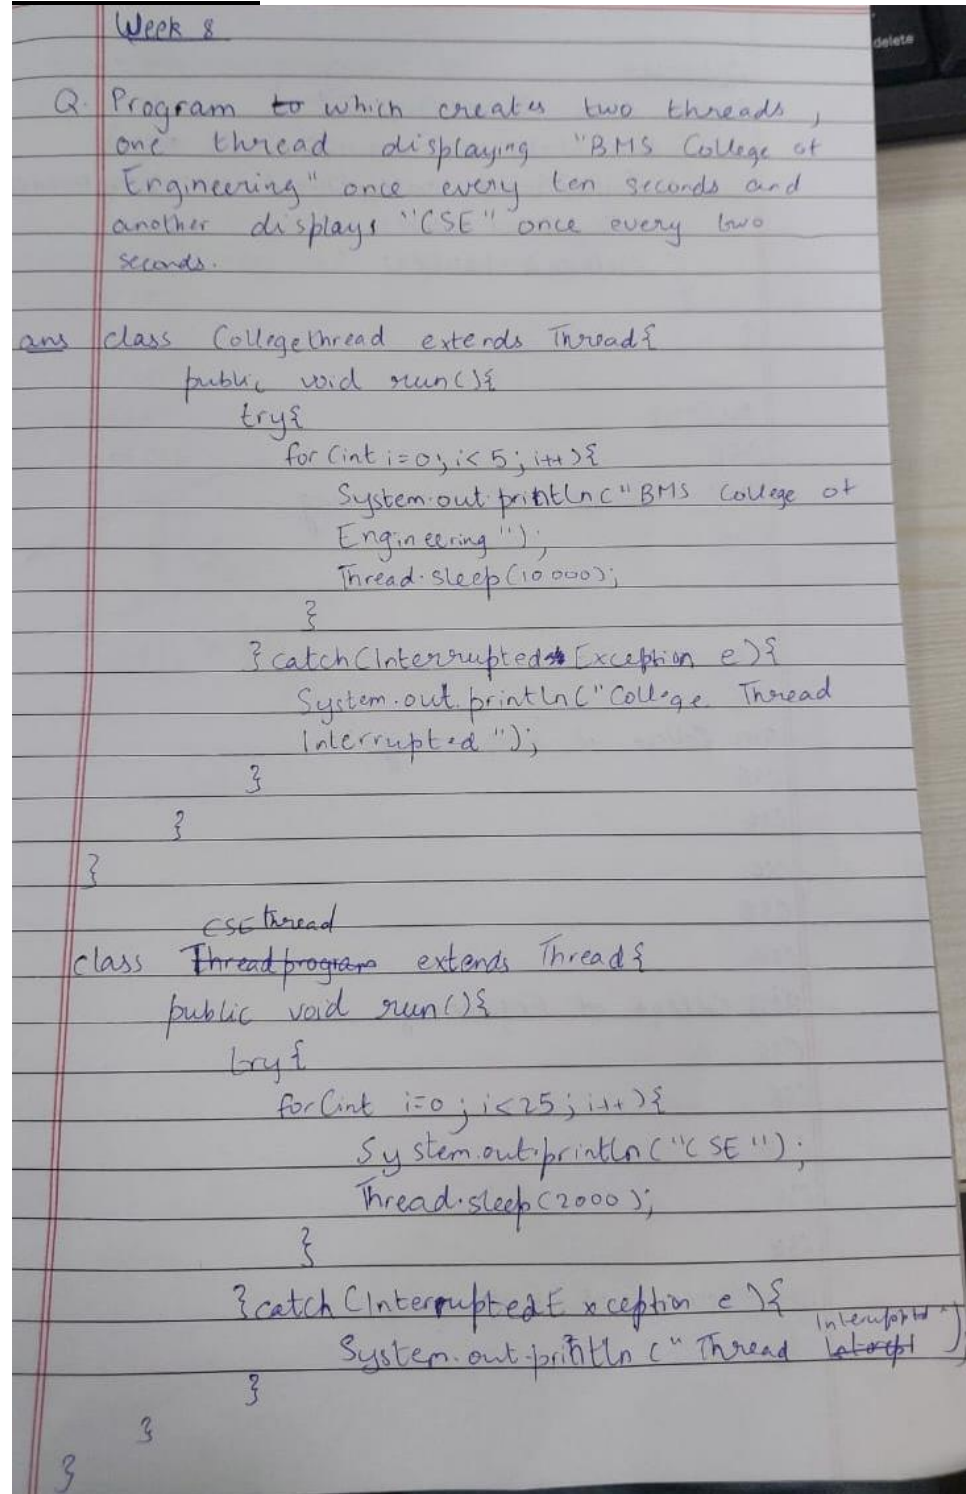 Week 8
delete
Q. Program to which creates two threads,
one thread displaying "BMS College of
Engineering" once every ten seconds and
another displays "CSE" once every two
seconds.
ans class Collegethread extends Thread{
public void run(){
try{
for (int i=0; i<5; i++){
System.out.println("BMS College of
Engineering");
Thread.sleep(10000);
}
}catch(InterruptedException e){
System.out.println("College Thread
Interrupted");
}
}
}
CSEthread
class Threadprogram extends Thread{
public void run(){
try{
for(int i=0; i<25; i++){
System.out.println("CSE");
Thread.sleep(2000);
}
}catch(InterruptedException e){
Interrupted")
System.out.println("Thread
}
}
}